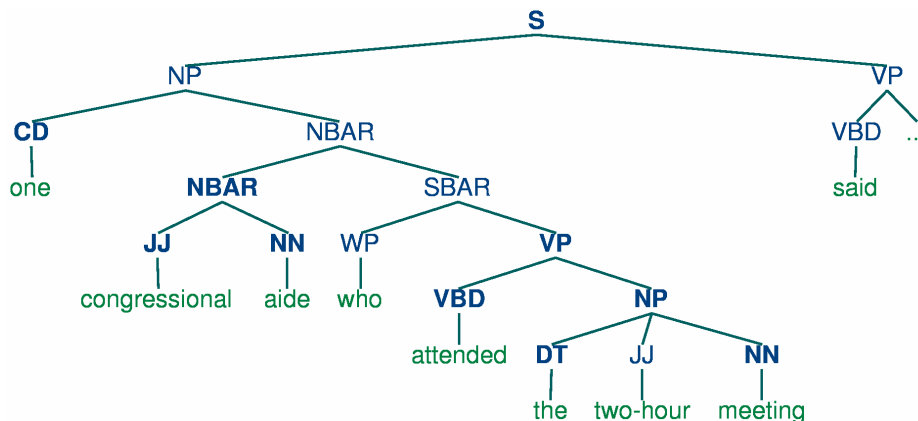 S
NP VP
CD NBAR VBD ..
one NBAR SBAR said
JJ NN WP VP
congressional aide who VBD NP
attended DT JJ NN
the two-hour meeting